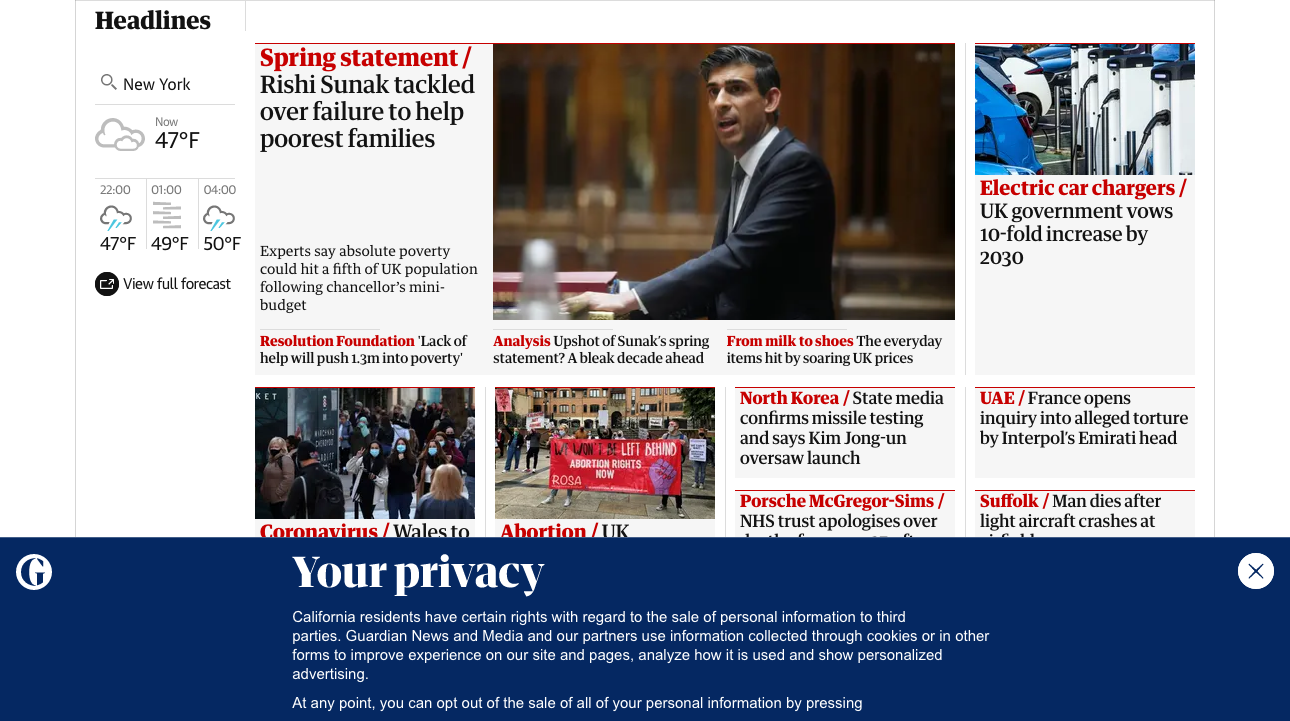 Headlines
New York
Now
47°F
22:00
01:00
04:00
47°F
49°F
50°F
View full forecast
Spring statement /
Rishi Sunak tackled
over failure to help
poorest families
Experts say absolute poverty
could hit a fifth of UK population
following chancellor's mini-
budget
Resolution Foundation 'Lack of
help will push 1.3m into poverty'
Analysis Upshot of Sunak's spring
statement? A bleak decade ahead
From milk to shoes The everyday
items hit by soaring UK prices
Electric car chargers /
UK government vows
10-fold increase by
2030
KET
Coronavirus / Wales to
WE WON'T BE LEFT BEHIND
ABORTION RIGHTS
NOW
ROSA
Abortion / UK
North Korea / State media
confirms missile testing
and says Kim Jong-un
oversaw launch
Porsche McGregor-Sims /
NHS trust apologises over
UAE / France opens
inquiry into alleged torture
by Interpol's Emirati head
Suffolk / Man dies after
light aircraft crashes at
Your privacy
California residents have certain rights with regard to the sale of personal information to third
parties. Guardian News and Media and our partners use information collected through cookies or in other
forms to improve experience on our site and pages, analyze how it is used and show personalized
advertising.
At any point, you can opt out of the sale of all of your personal information by pressing